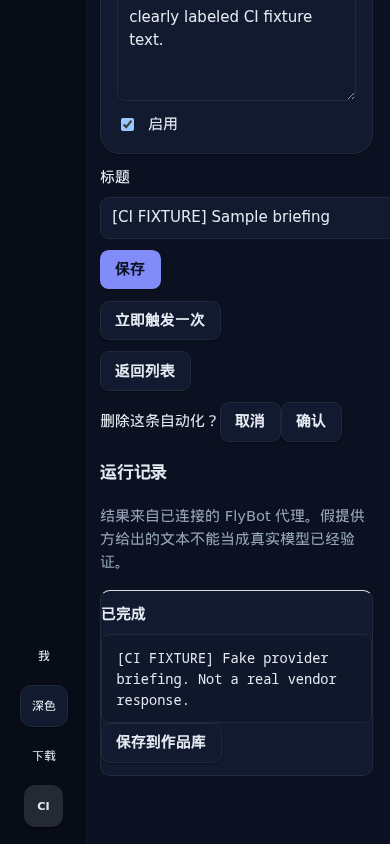 clearly labeled CI fixture
text.
启用
标题
[CI FIXTURE] Sample briefing
保存
立即触发一次
返回列表
删除这条自动化？ 取消 确认
运行记录
结果来自已连接的 FlyBot 代理。假提供
方给出的文本不能当成真实模型已经验
证。
已完成
[CI FIXTURE] Fake provider
briefing. Not a real vendor
response.
保存到作品库
我
深色
下载
CI